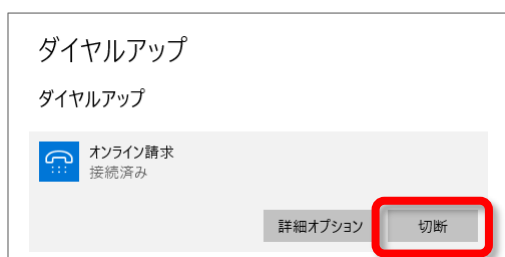 ダイヤルアップ
ダイヤルアップ
オンライン請求
接続済み
詳細オプション 切断